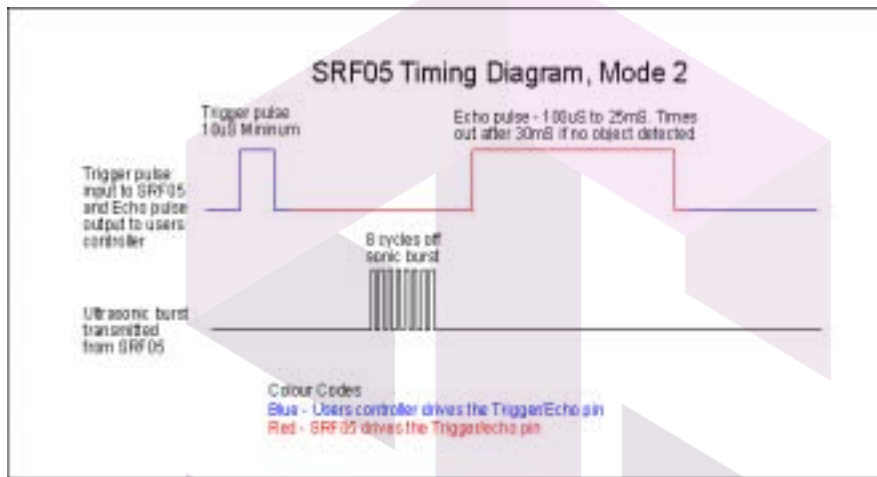 SRF05 Timing Diagram, Mode 2
Trigger pulse
10uS Minimum
Echo pulse - 100uS to 25mS. Times
out after 30mS if no object detected
Trigger pulse
input to SRF05
and Echo pulse
output to users
controller
8 cycles off
sonic burst
Ultrasonic burst
transmitted
from SRF05
Colour Codes
Blue - Users controller drives the Trigger/Echo pin
Red - SRF05 drives the Trigger/echo pin